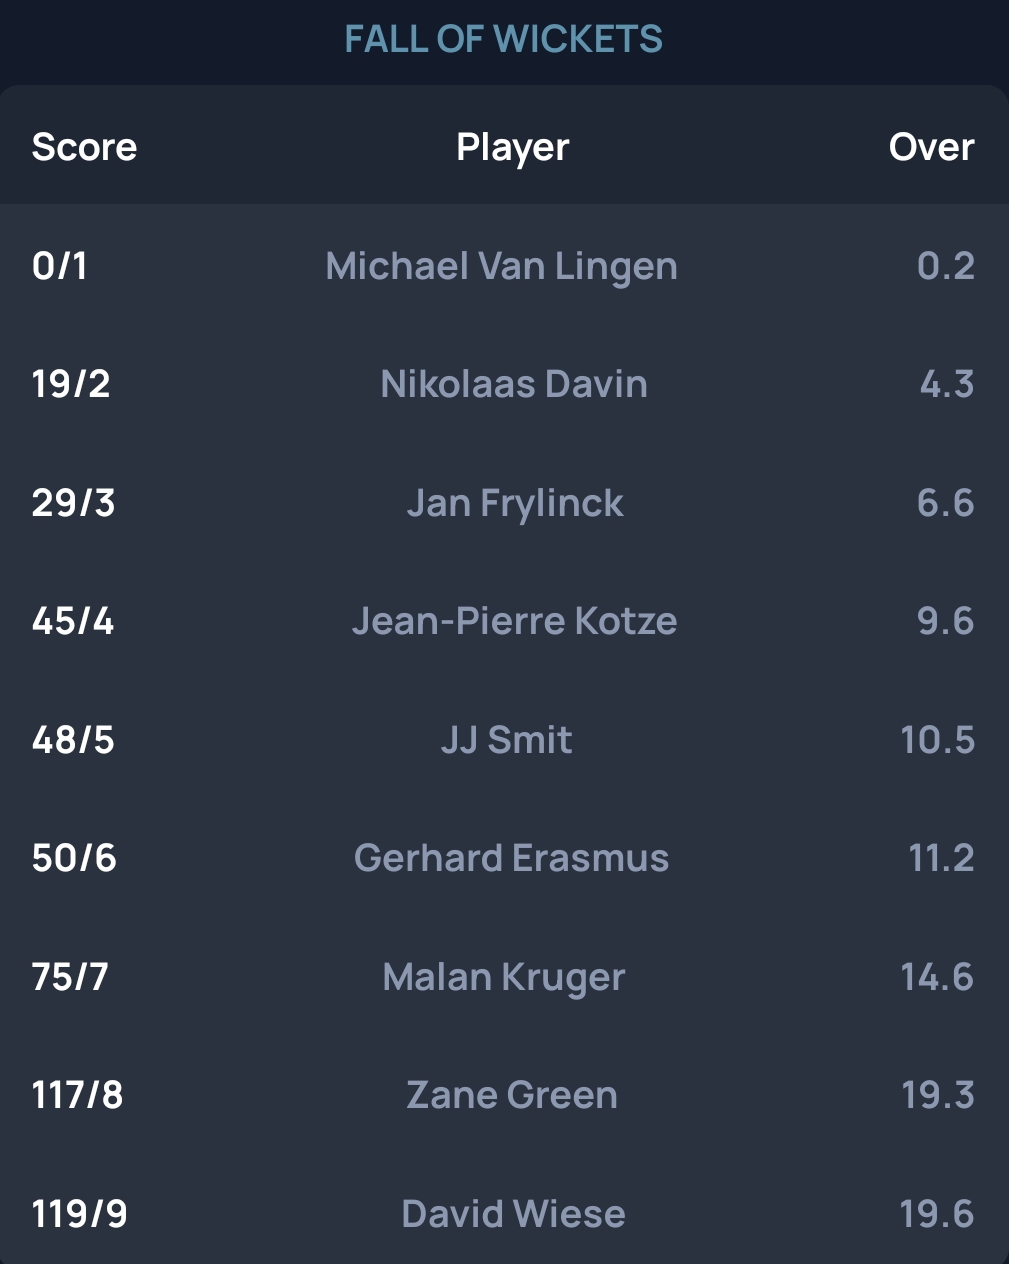 FALL OF WICKETS
Score Player Over
0/1 Michael Van Lingen 0.2
19/2 Nikolaas Davin 4.3
29/3 Jan Frylinck 6.6
45/4 Jean-Pierre Kotze 9.6
48/5 JJ Smit 10.5
50/6 Gerhard Erasmus 11.2
75/7 Malan Kruger 14.6
117/8 Zane Green 19.3
119/9 David Wiese 19.6